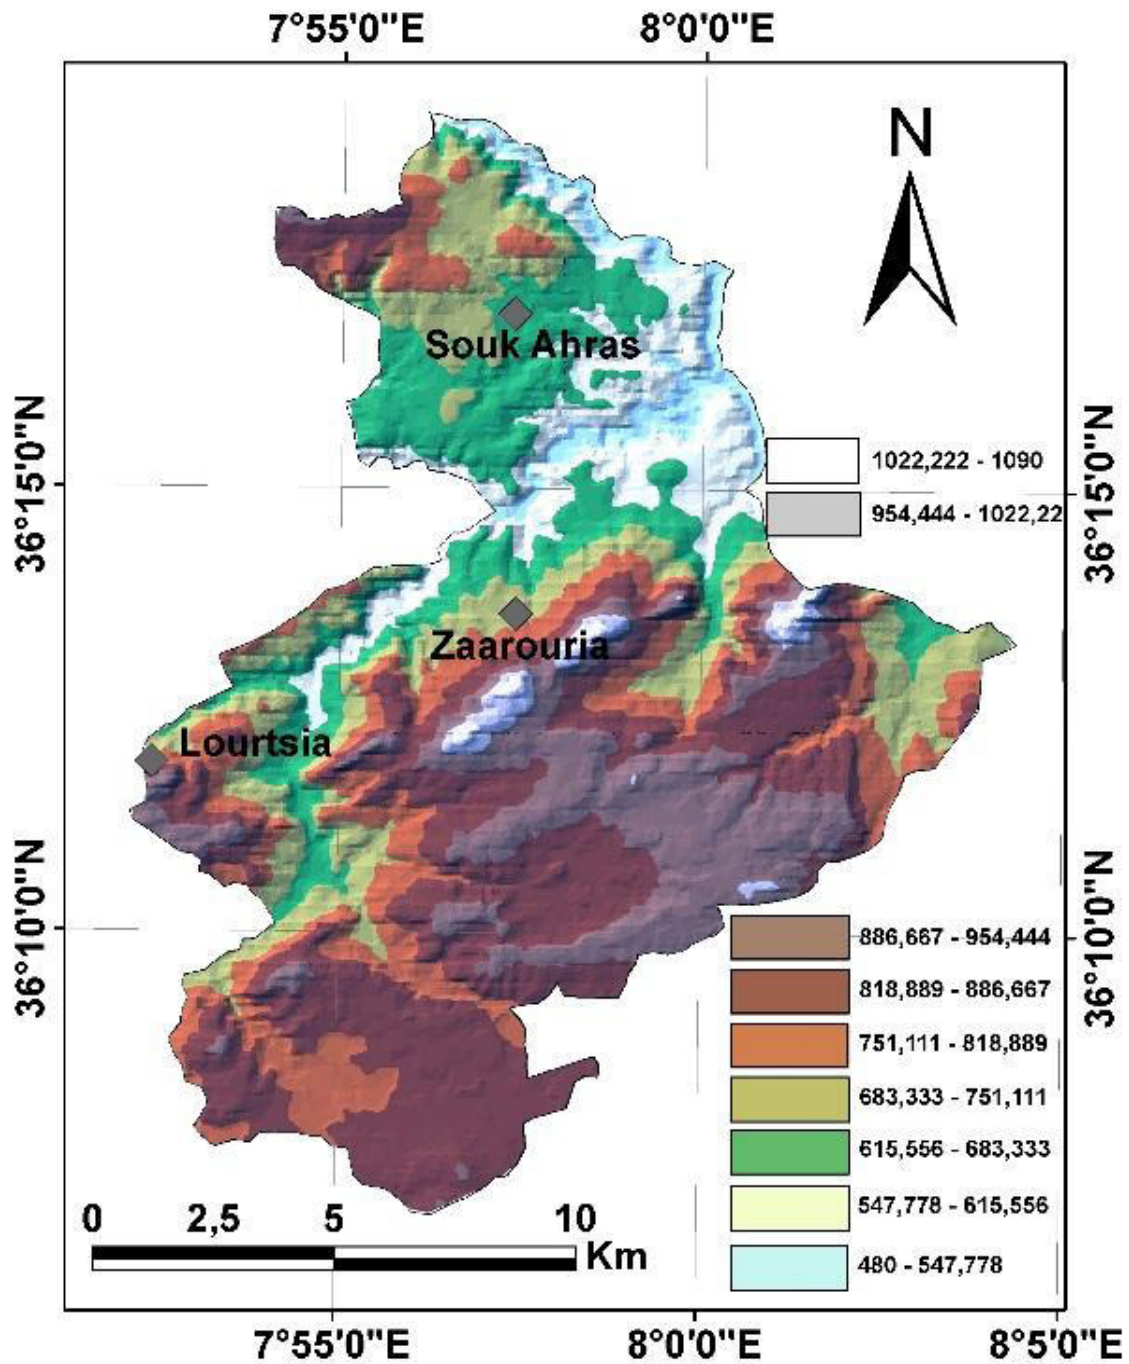 7°55'0"E 8°0'0"E
N
Souk Ahras
36°15'0"N
36°15'0"N
1022,222 - 1090
954,444 - 1022,22
Zaarouria
Lourtsia
36°10'0"N
36°10'0"N
886,667 - 954,444
818,889 - 886,667
751,111 - 818,889
683,333 - 751,111
615,556 - 683,333
547,778 - 615,556
480 - 547,778
0 2,5 5 10
Km
7°55'0"E 8°0'0"E 8°5'0"E